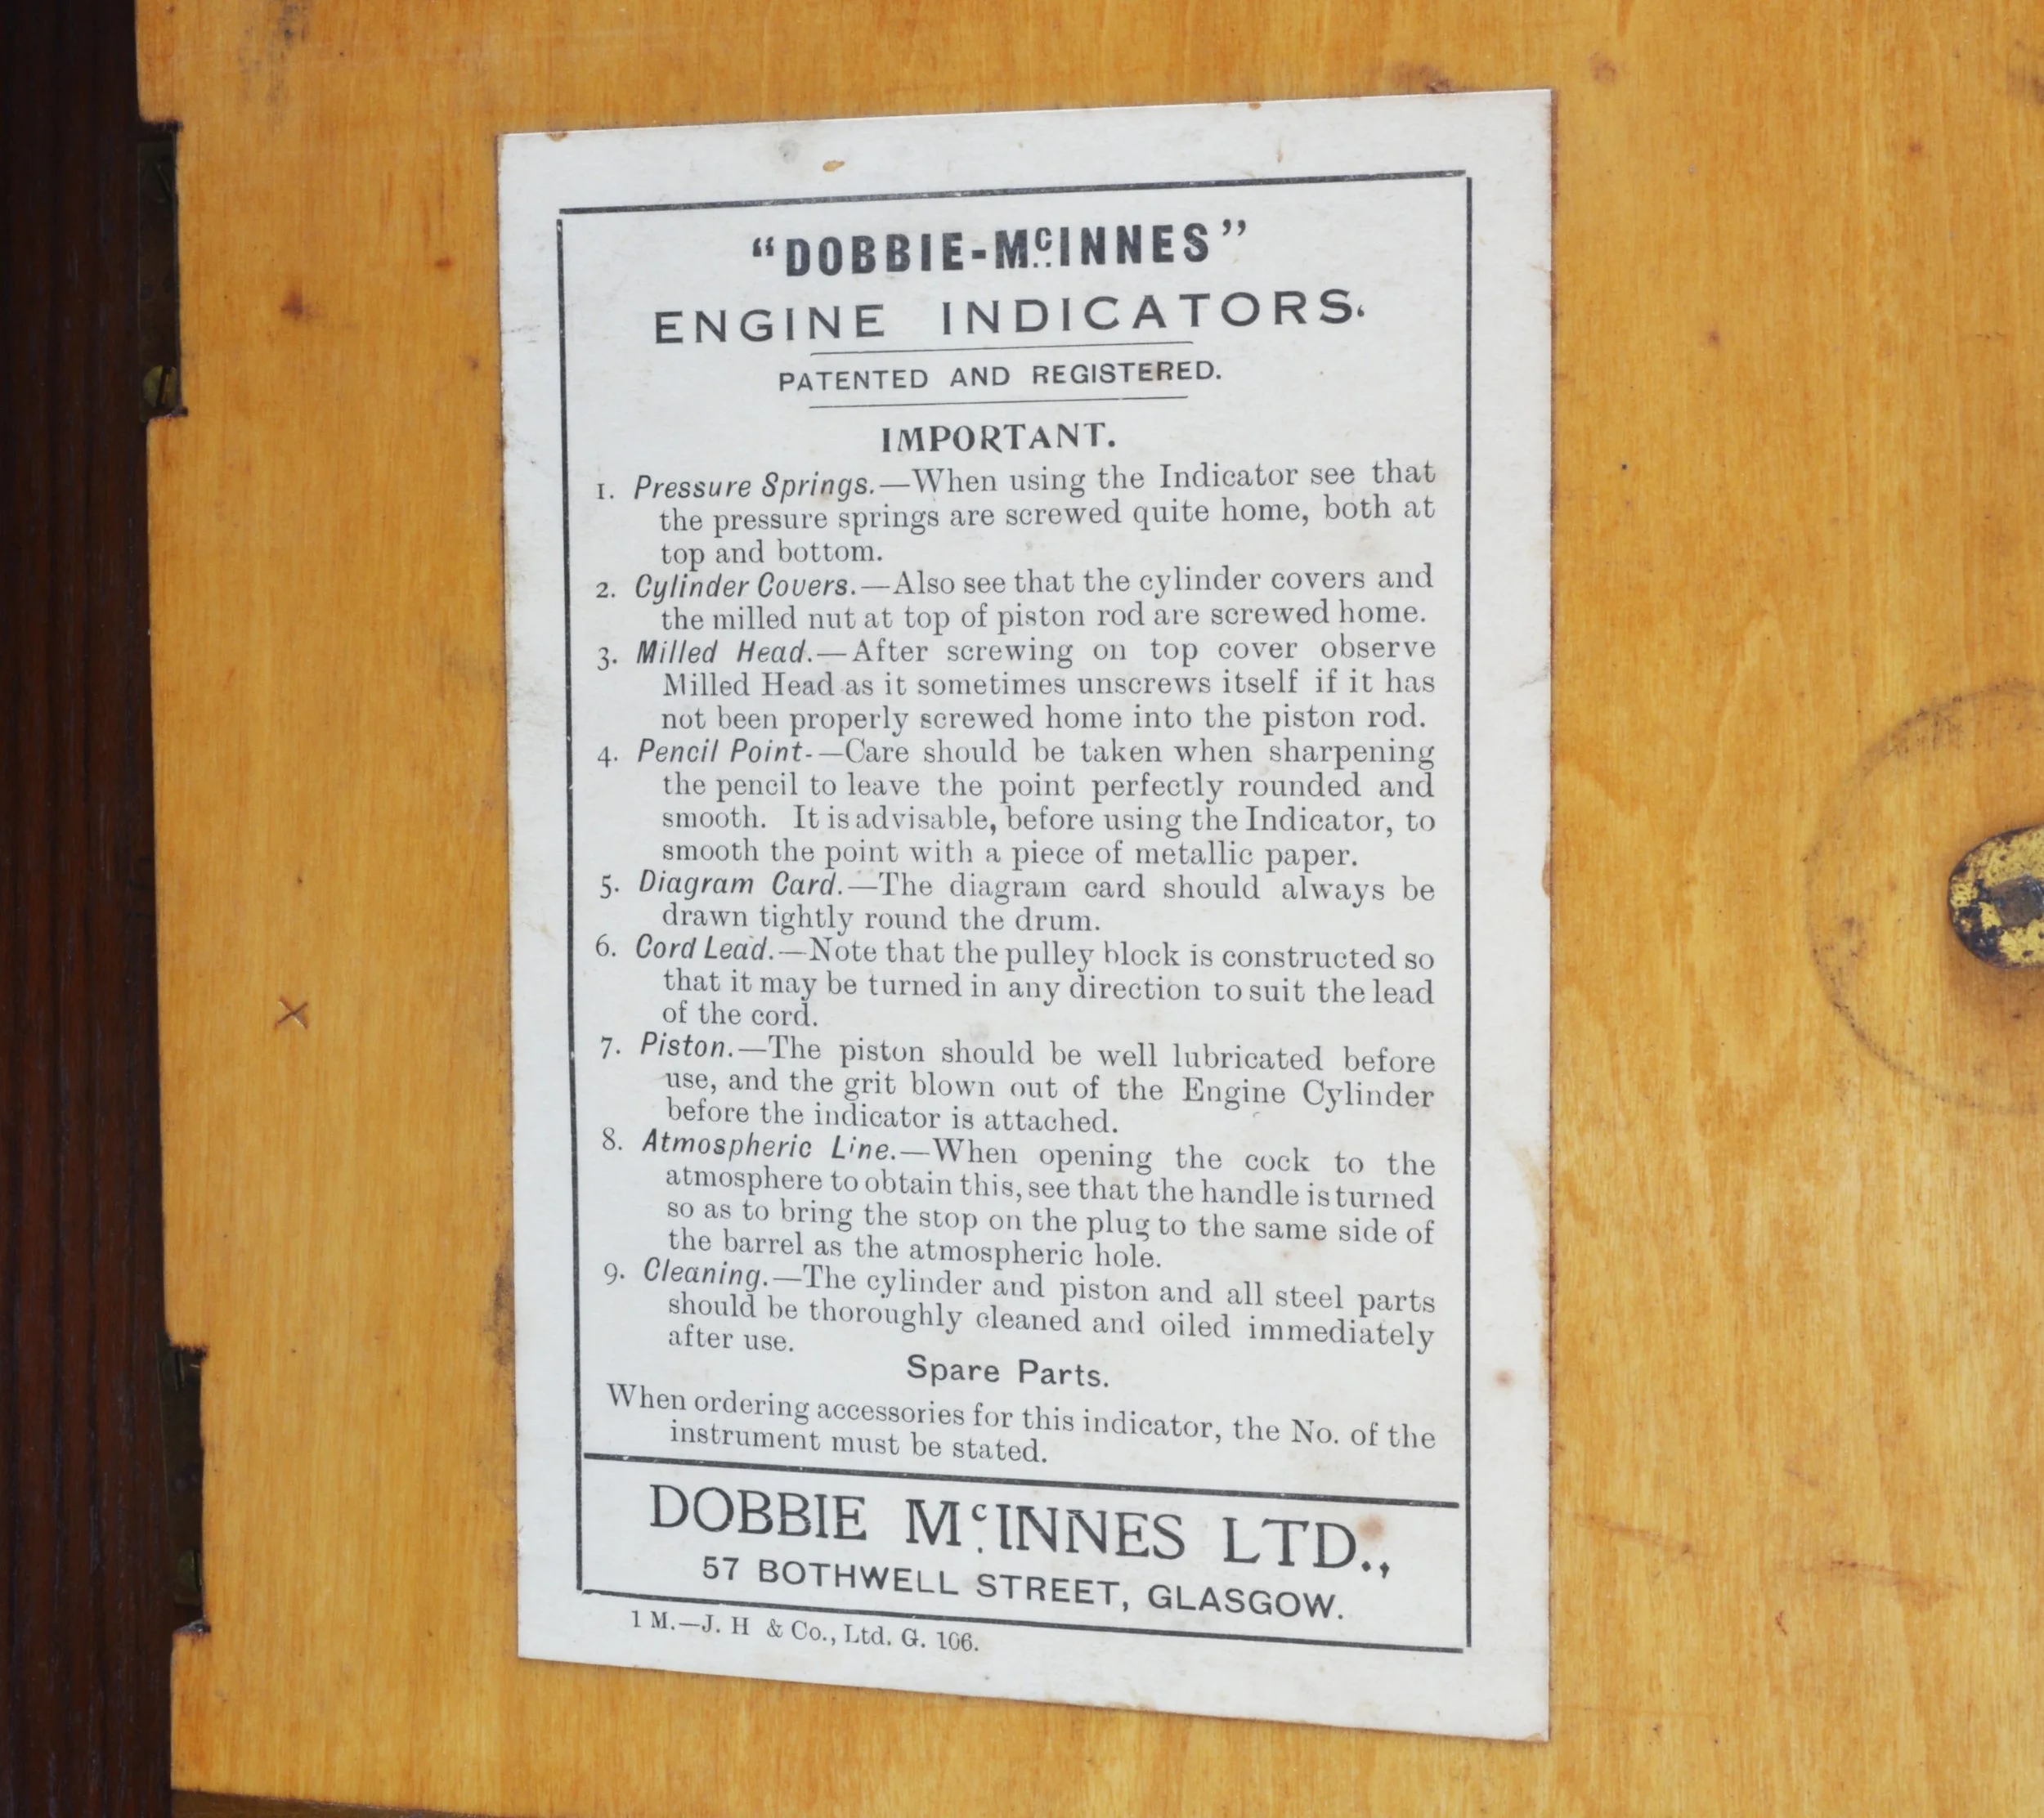 “DOBBIE-McINNES”
ENGINE INDICATORS.
PATENTED AND REGISTERED.
IMPORTANT.
1. Pressure Springs.—When using the Indicator see that
the pressure springs are screwed quite home, both at
top and bottom.
2. Cylinder Covers.—Also see that the cylinder covers and
the milled nut at top of piston rod are screwed home.
3. Milled Head.—After screwing on top cover observe
Milled Head as it sometimes unscrews itself if it has
not been properly screwed home into the piston rod.
4. Pencil Point-—Care should be taken when sharpening
the pencil to leave the point perfectly rounded and
smooth. It is advisable, before using the Indicator, to
smooth the point with a piece of metallic paper.
5. Diagram Card.—The diagram card should always be
drawn tightly round the drum.
6. Cord Lead.—Note that the pulley block is constructed so
that it may be turned in any direction to suit the lead
of the cord.
7. Piston.—The piston should be well lubricated before
use, and the grit blown out of the Engine Cylinder
before the indicator is attached.
8. Atmospheric Line.—When opening the cock to the
atmosphere to obtain this, see that the handle is turned
so as to bring the stop on the plug to the same side of
the barrel as the atmospheric hole.
9. Cleaning.—The cylinder and piston and all steel parts
should be thoroughly cleaned and oiled immediately
after use.
Spare Parts.
When ordering accessories for this indicator, the No. of the
instrument must be stated.
DOBBIE McINNES LTD.,
57 BOTHWELL STREET, GLASGOW.
1 M.—J. H & Co., Ltd. G. 106.